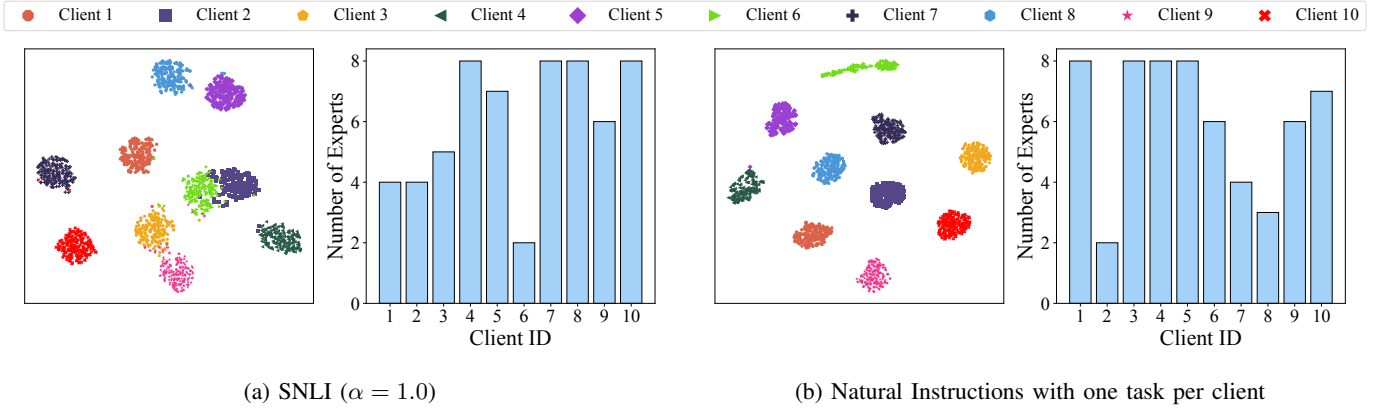 Client 1 Client 2 Client 3 Client 4 Client 5 Client 6 Client 7 Client 8 Client 9 Client 10
Number of Experts
8
6
4
2
0
1 2 3 4 5 6 7 8 9 10
Client ID
Number of Experts
8
6
4
2
0
1 2 3 4 5 6 7 8 9 10
Client ID
(a) SNLI (α = 1.0)
(b) Natural Instructions with one task per client